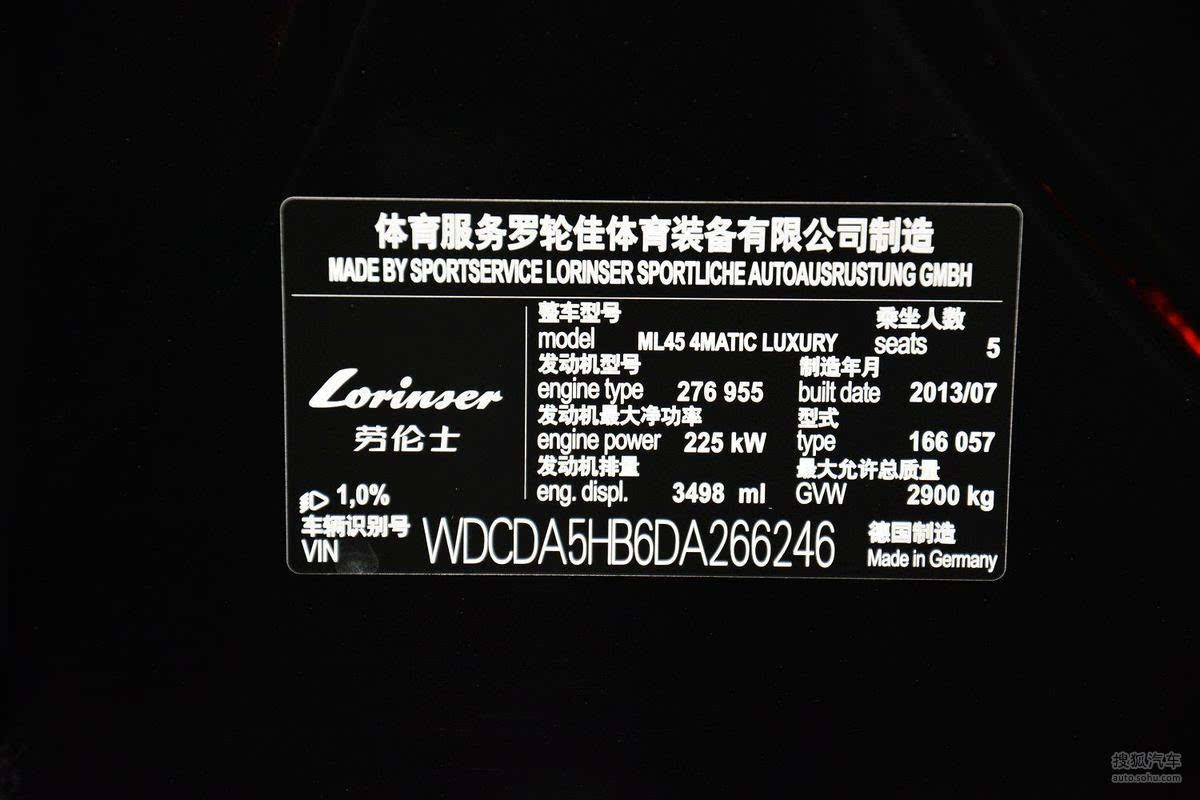 体育服务罗轮佳体育装备有限公司制造
MADE BY SPORTSERVICE LORINSER SPORTLICHE AUTOAUSRUSTUNG GMBH
整车型号 乘坐人数
model ML45 4MATIC LUXURY seats 5
发动机型号 制造年月
engine type 276 955 built date 2013/07
Lorinser
发动机最大净功率 型式
劳伦士
engine power 225 kW type 166 057
发动机排量 最大允许总质量
1,0% eng. displ. 3498 ml GVW 2900 kg
车辆识别号 德国制造
VIN WDCDA5HB6DA266246 Made in Germany
搜狐汽车
auto.sohu.com